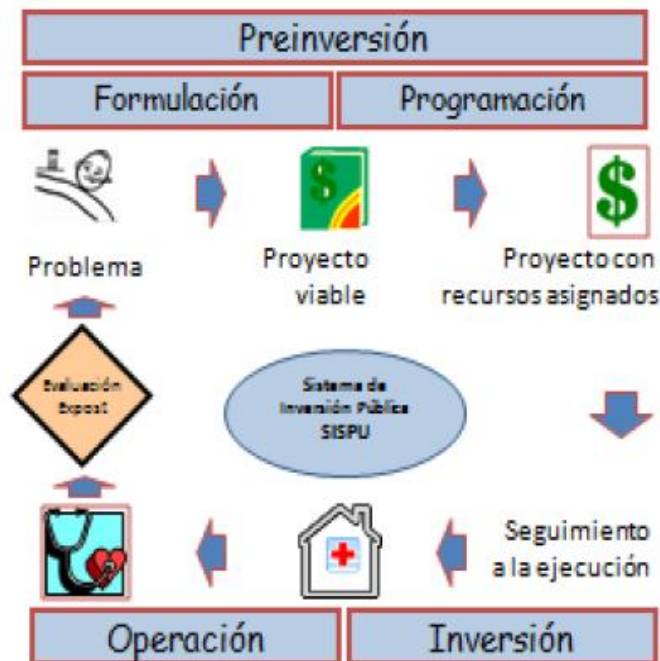 Preinversión
Formulación
Programación
Problema
Proyecto
viable
Proyecto con
recursos asignados
Evaluación
Expost
Sistema de
Inversión Pública
SISPU
Seguimiento
a la ejecución
Operación
Inversión